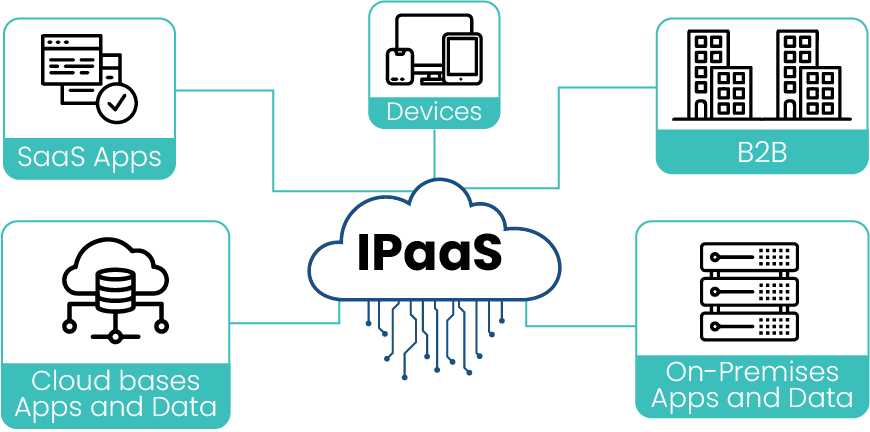 SaaS Apps
Devices
B2B
IPaaS
Cloud bases
Apps and Data
On-Premises
Apps and Data